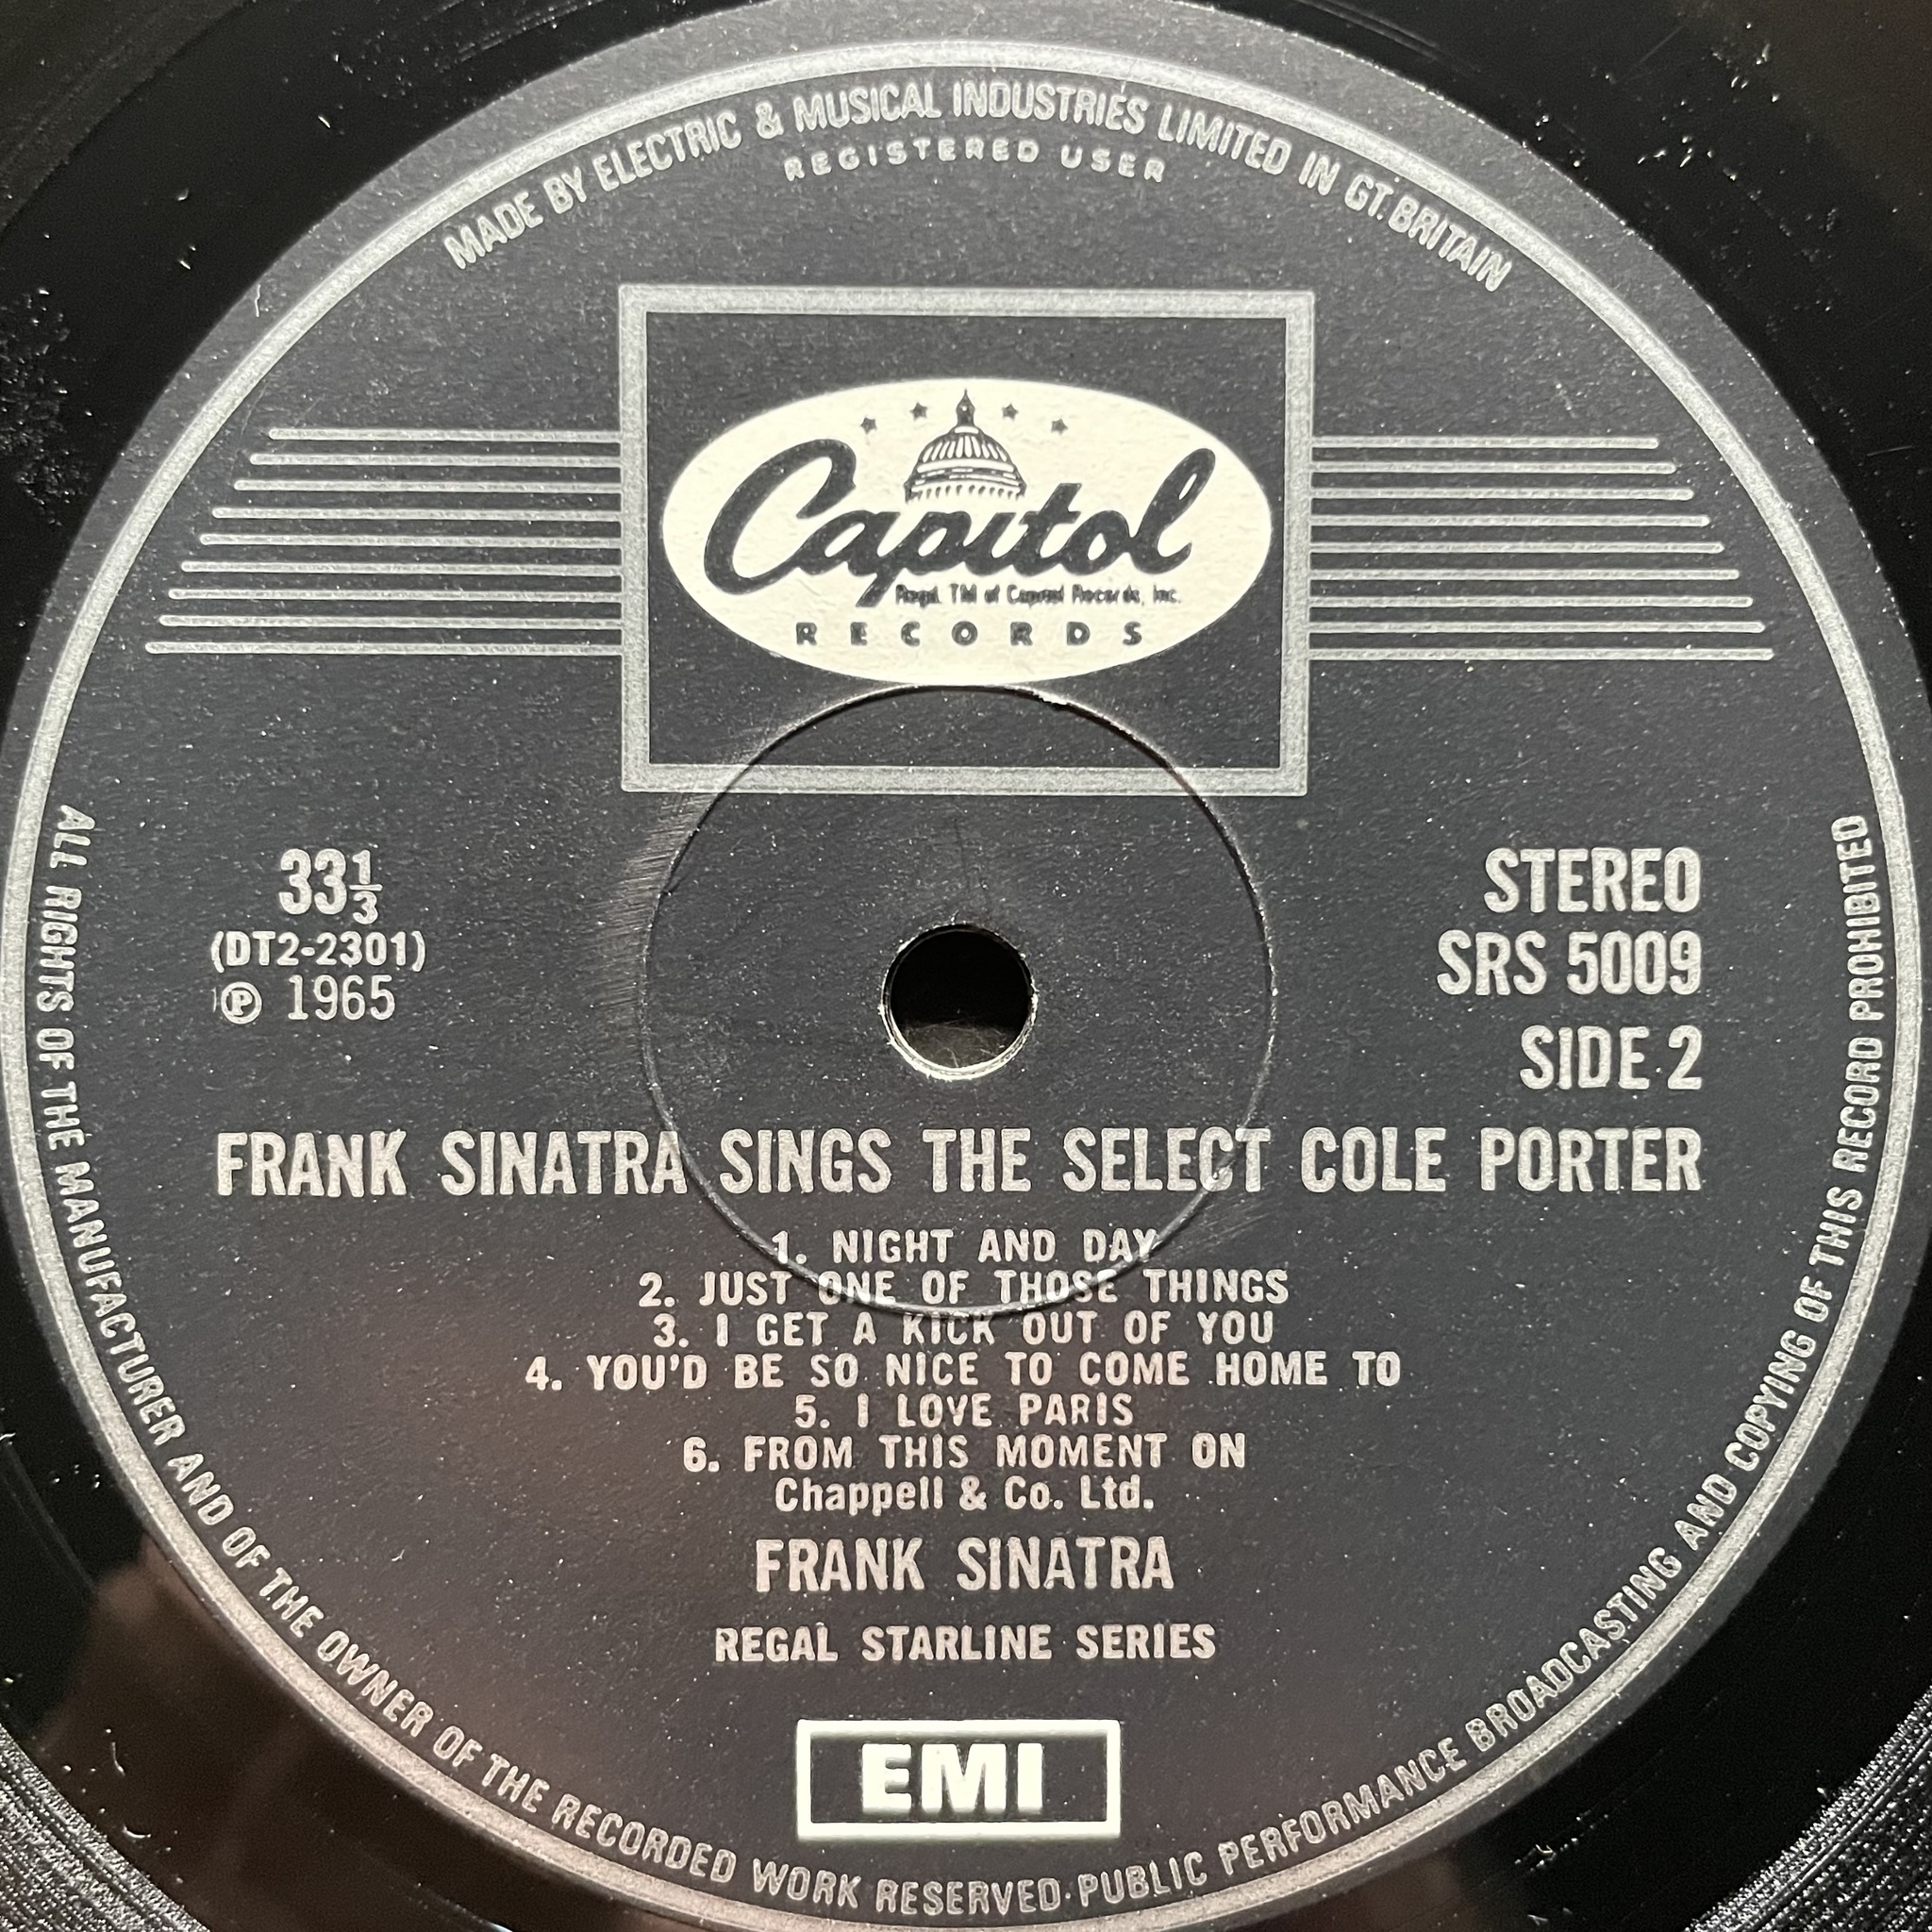 MADE BY ELECTRIC & MUSICAL INDUSTRIES LIMITED IN GT. BRITAIN
REGISTERED USER
Capitol
Regd. TM of Capitol Records, Inc.
RECORDS
33⅓
(DT2-2301)
℗ 1965
STEREO
SRS 5009
SIDE 2
FRANK SINATRA SINGS THE SELECT COLE PORTER
1. NIGHT AND DAY
2. JUST ONE OF THOSE THINGS
3. I GET A KICK OUT OF YOU
4. YOU'D BE SO NICE TO COME HOME TO
5. I LOVE PARIS
6. FROM THIS MOMENT ON
Chappell & Co. Ltd.
FRANK SINATRA
REGAL STARLINE SERIES
EMI
ALL RIGHTS OF THE MANUFACTURER AND OF THE OWNER OF THE RECORDED WORK RESERVED·PUBLIC PERFORMANCE BROADCASTING AND COPYING OF THIS RECORD PROHIBITED